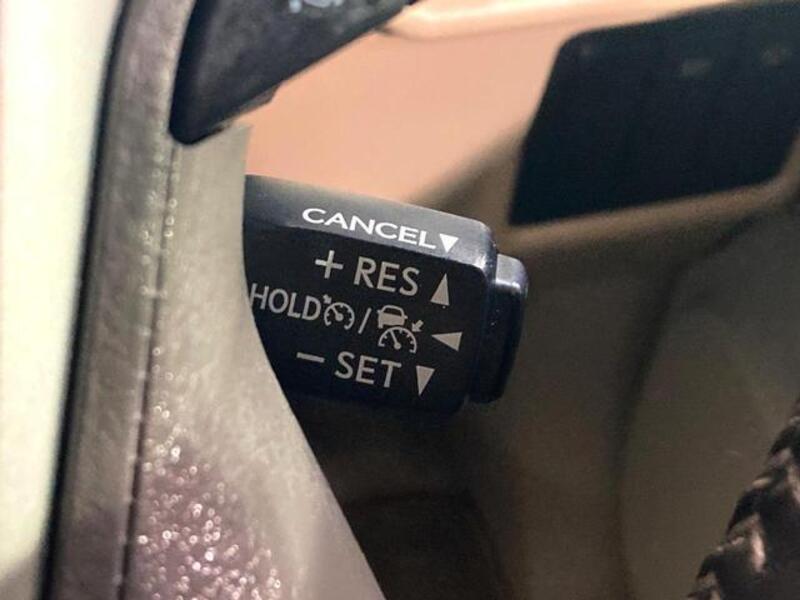 CANCEL▼
+ RES ▲
HOLD / ◀
− SET ▼